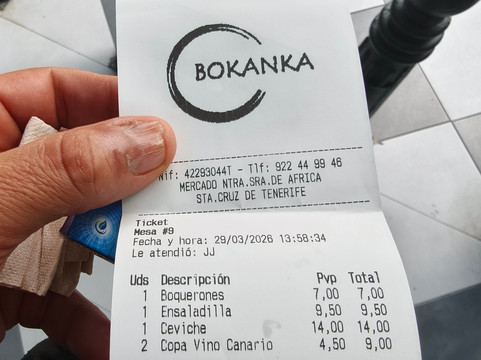 BOKANKA
Nif: 42293044T - Tlf: 922 44 99 46
MERCADO NTRA.SRA.DE AFRICA
STA.CRUZ DE TENERIFE
Ticket
Mesa #9
Fecha y hora: 29/03/2026 13:58:34
Le atendió: JJ
Uds Descripción Pvp Total
1 Boquerones 7,00 7,00
1 Ensaladilla 9,50 9,50
1 Ceviche 14,00 14,00
2 Copa Vino Canario 4,50 9,00